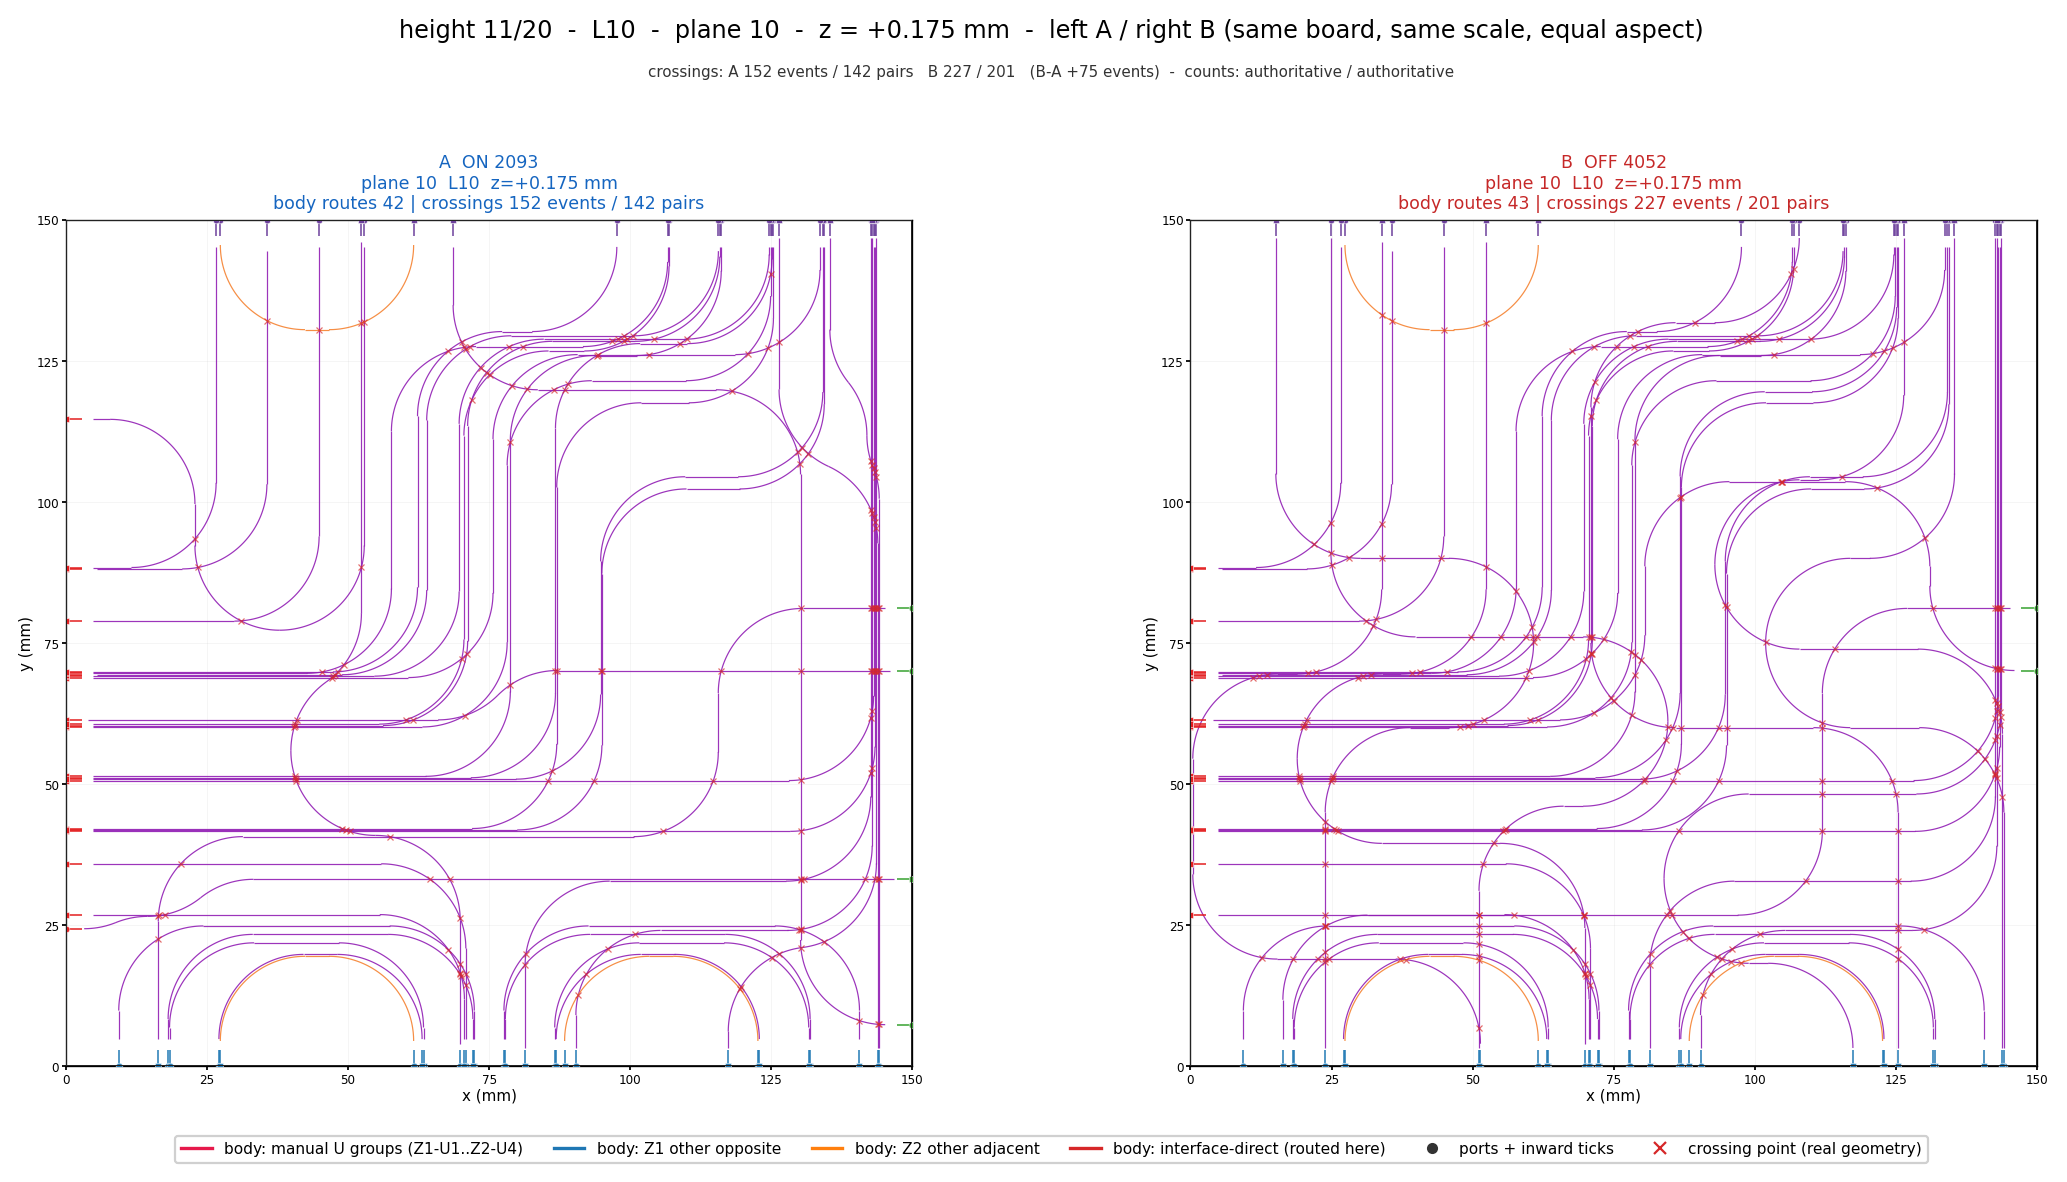 height 11/20  -  L10  -  plane 10  -  z = +0.175 mm  -  left A / right B (same board, same scale, equal aspect)
crossings: A 152 events / 142 pairs   B 227 / 201   (B-A +75 events)  -  counts: authoritative / authoritative
A  ON 2093
plane 10  L10  z=+0.175 mm
body routes 42 | crossings 152 events / 142 pairs
150
125
100
75
50
25
0
y (mm)
0 25 50 75 100 125 150
x (mm)
B  OFF 4052
plane 10  L10  z=+0.175 mm
body routes 43 | crossings 227 events / 201 pairs
150
125
100
75
50
25
0
y (mm)
0 25 50 75 100 125 150
x (mm)
body: manual U groups (Z1-U1..Z2-U4)
body: Z1 other opposite
body: Z2 other adjacent
body: interface-direct (routed here)
ports + inward ticks
crossing point (real geometry)